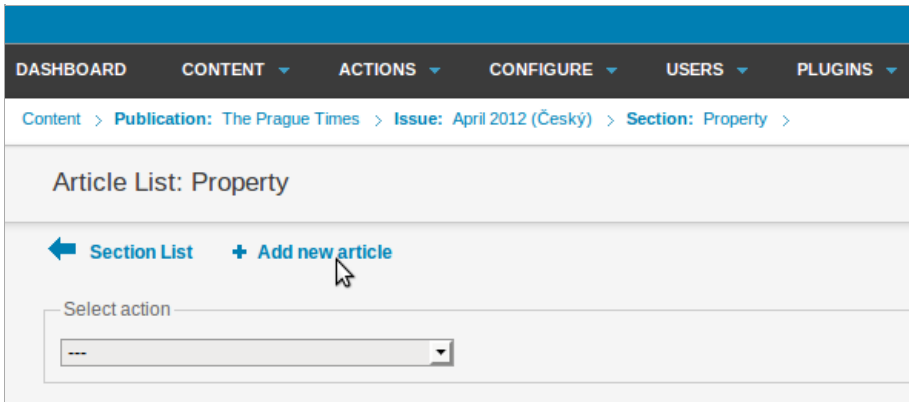 DASHBOARD CONTENT ACTIONS CONFIGURE USERS PLUGINS
Content > Publication: The Prague Times > Issue: April 2012 (Český) > Section: Property >
Article List: Property
Section List + Add new article
Select action
---